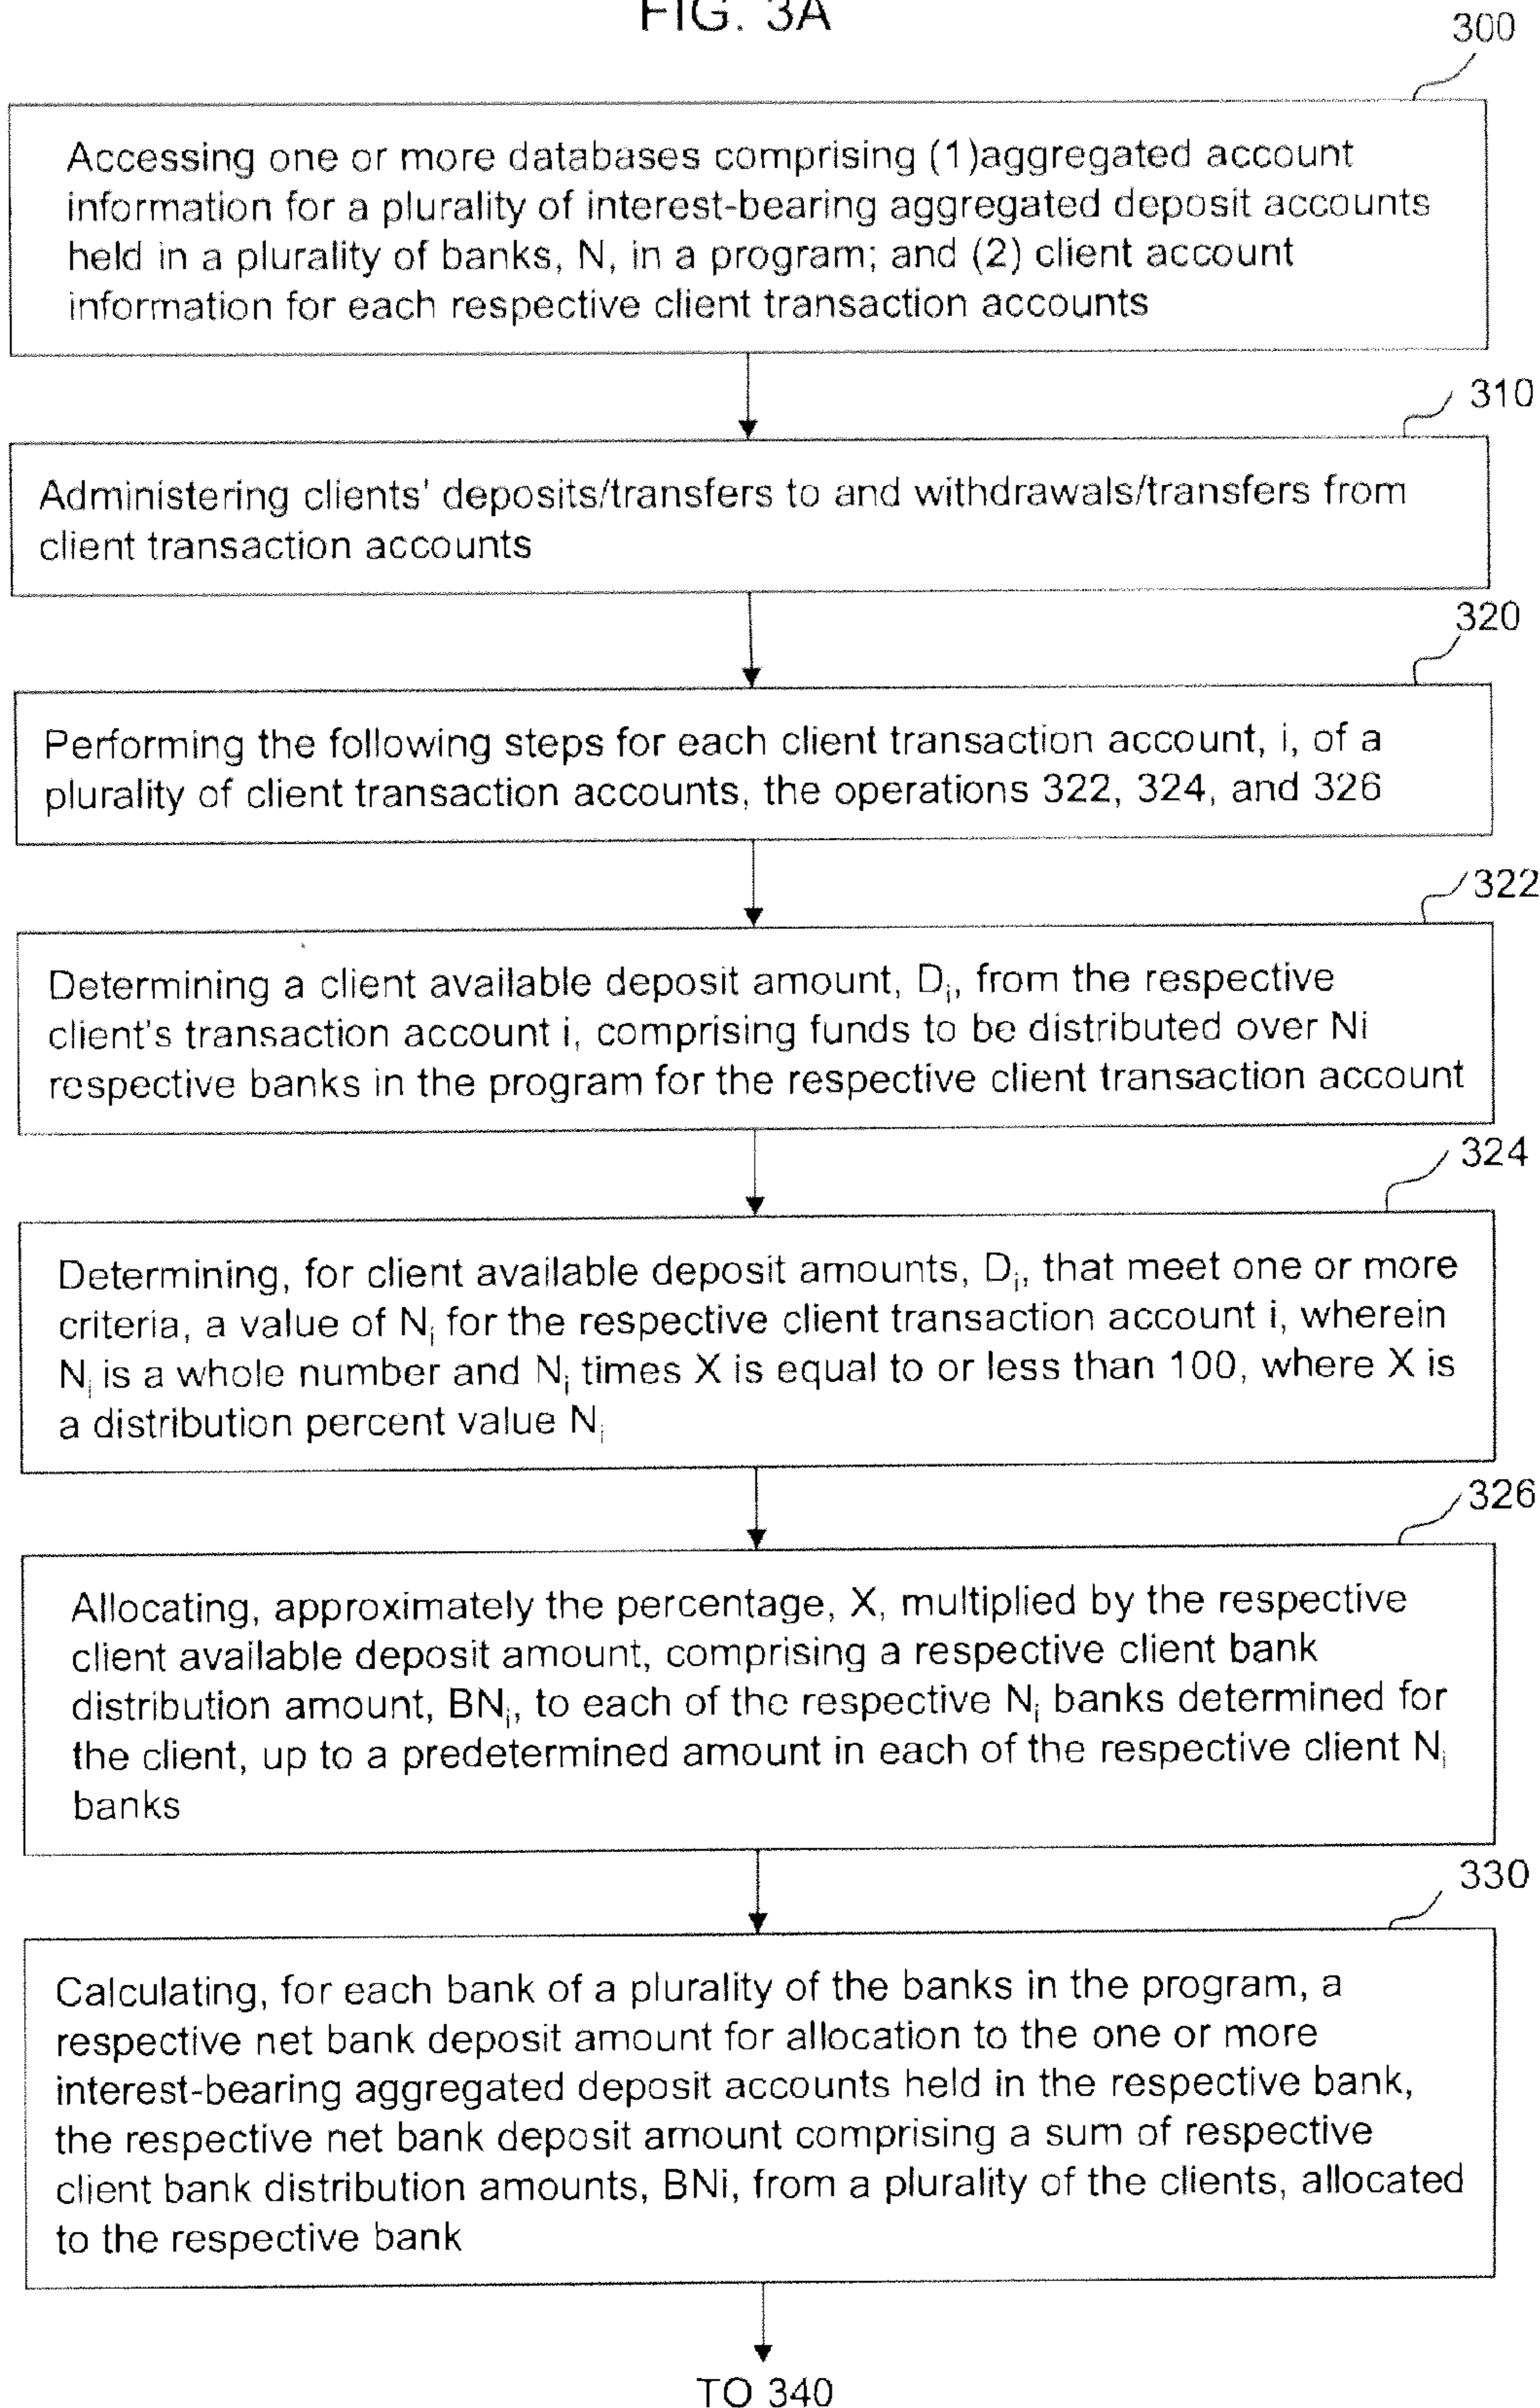 FIG. 3A
300
Accessing one or more databases comprising (1)aggregated account
information for a plurality of interest-bearing aggregated deposit accounts
held in a plurality of banks, N, in a program; and (2) client account
information for each respective client transaction accounts
310
Administering clients' deposits/transfers to and withdrawals/transfers from
client transaction accounts
320
Performing the following steps for each client transaction account, i, of a
plurality of client transaction accounts, the operations 322, 324, and 326
322
Determining a client available deposit amount, Di, from the respective
client's transaction account i, comprising funds to be distributed over Ni
respective banks in the program for the respective client transaction account
324
Determining, for client available deposit amounts, Di, that meet one or more
criteria, a value of Ni for the respective client transaction account i, wherein
Ni is a whole number and Ni times X is equal to or less than 100, where X is
a distribution percent value Ni
326
Allocating, approximately the percentage, X, multiplied by the respective
client available deposit amount, comprising a respective client bank
distribution amount, BNi, to each of the respective Ni banks determined for
the client, up to a predetermined amount in each of the respective client Ni
banks
330
Calculating, for each bank of a plurality of the banks in the program, a
respective net bank deposit amount for allocation to the one or more
interest-bearing aggregated deposit accounts held in the respective bank,
the respective net bank deposit amount comprising a sum of respective
client bank distribution amounts, BNi, from a plurality of the clients, allocated
to the respective bank
TO 340